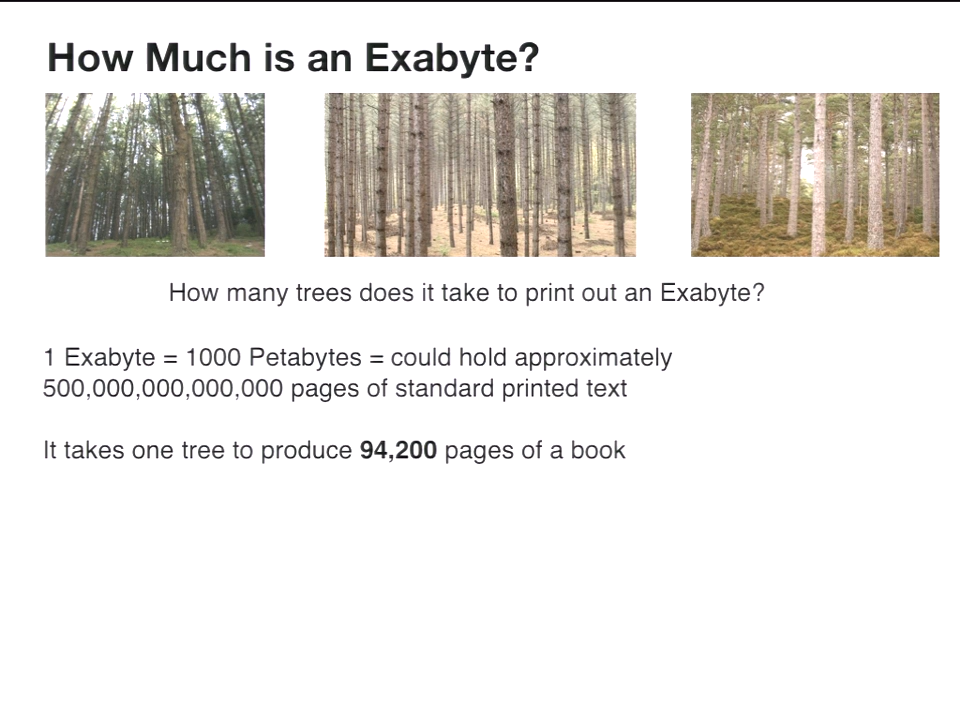 How Much is an Exabyte?
How many trees does it take to print out an Exabyte?
1 Exabyte = 1000 Petabytes = could hold approximately
500,000,000,000,000 pages of standard printed text
It takes one tree to produce 94,200 pages of a book